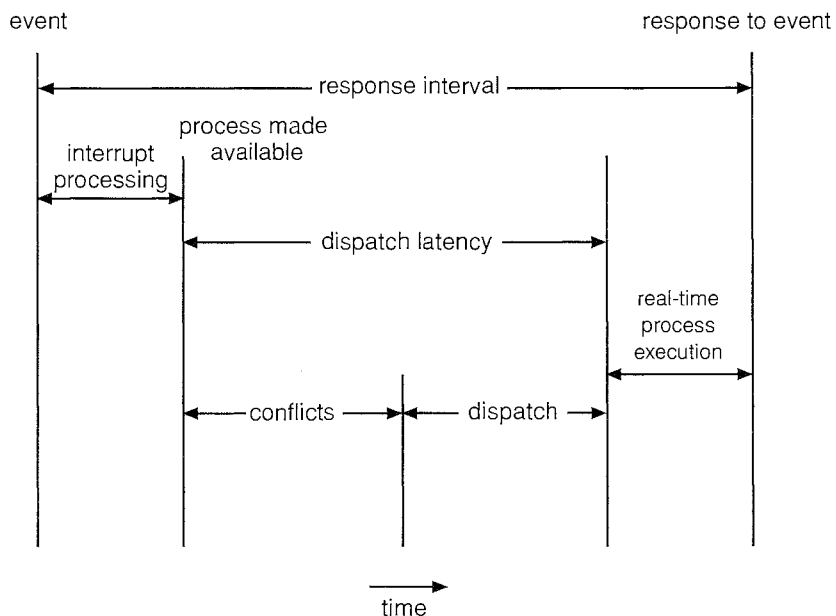 event
response to event
response interval
process made
available
interrupt
processing
dispatch latency
real-time
process
execution
conflicts
dispatch
time